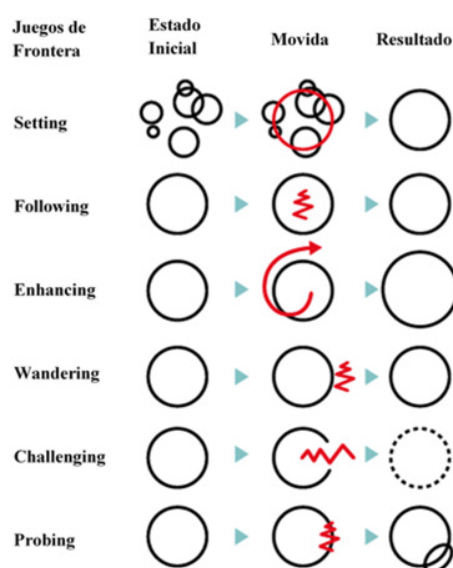 Juegos de
Frontera
Estado
Inicial
Movida
Resultado
Setting
Following
Enhancing
Wandering
Challenging
Probing